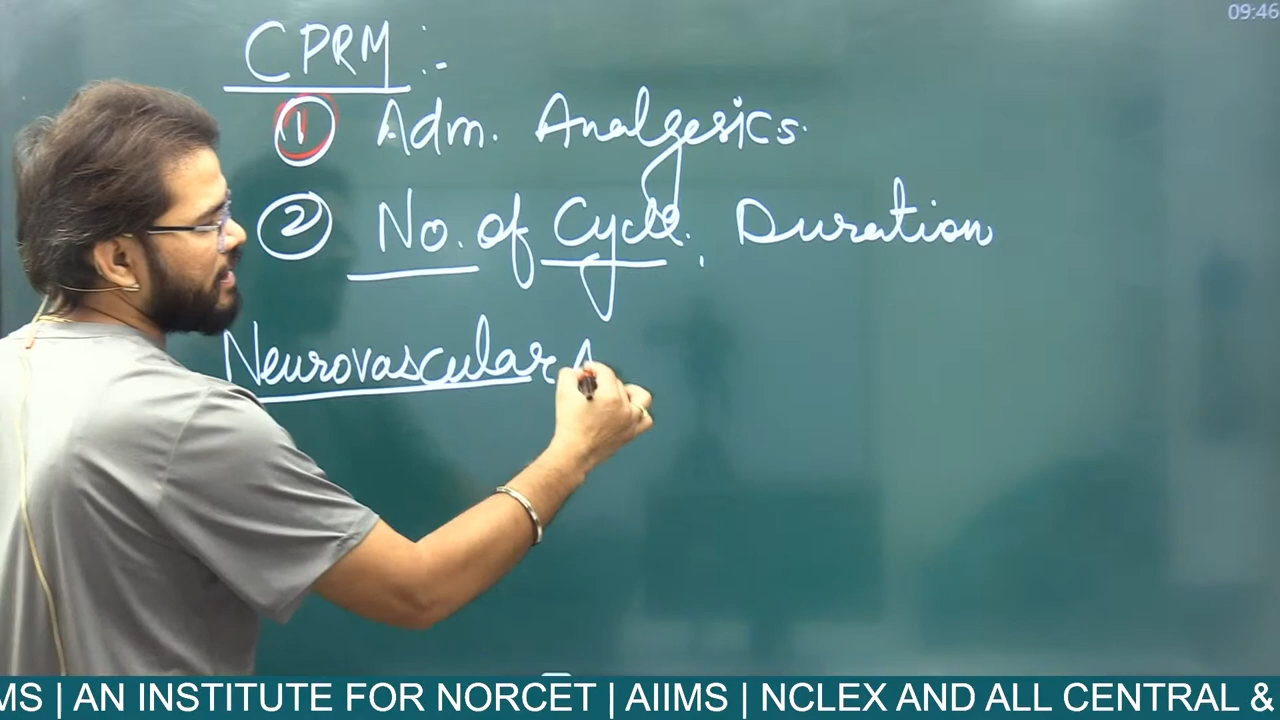 09:46
CPRM :-
① Adm. Analgesics.
② No. of Cycle. Duration
Neurovascular A
MS | AN INSTITUTE FOR NORCET | AIIMS | NCLEX AND ALL CENTRAL &